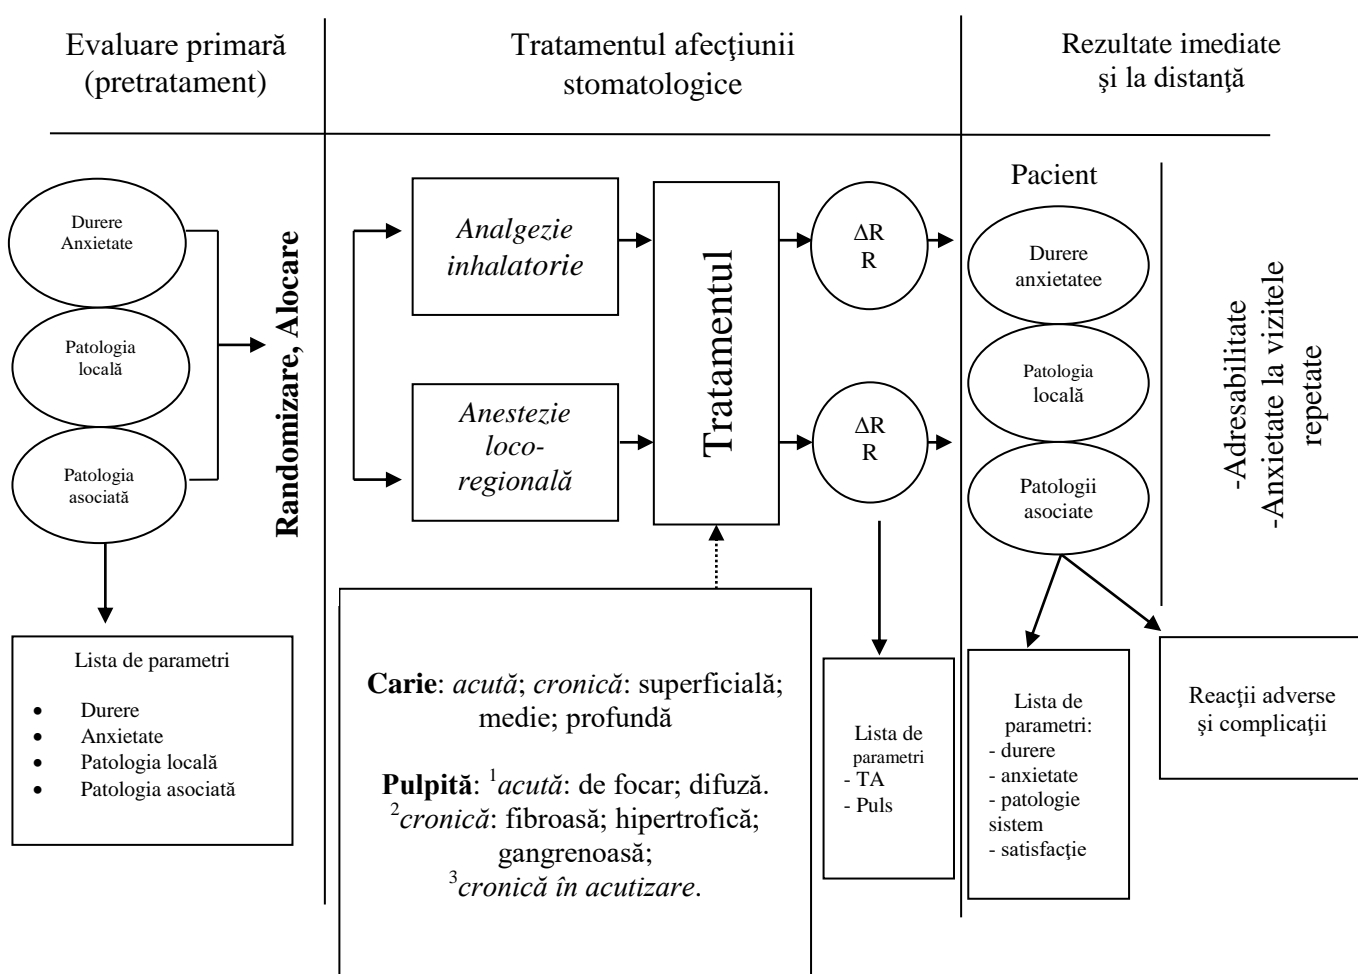 Evaluare primară
(pretratament)
Tratamentul afecţiunii
stomatologice
Rezultate imediate
şi la distanţă
Durere
Anxietate
Patologia
locală
Patologia
asociată
Randomizare, Alocare
Analgezie
inhalatorie
Anestezie
loco-
regională
Tratamentul
ΔR
R
ΔR
R
Pacient
Durere
anxietatee
Patologia
locală
Patologii
asociate
-Adresabilitate
-Anxietate la vizitele
repetate
Lista de parametri
• Durere
• Anxietate
• Patologia locală
• Patologia asociată
Carie: acută; cronică: superficială;
medie; profundă
Pulpită: ¹acută: de focar; difuză.
²cronică: fibroasă; hipertrofică;
gangrenoasă;
³cronică în acutizare.
Lista de
parametri
- TA
- Puls
Lista de
parametri:
- durere
- anxietate
- patologie
sistem
- satisfacţie
Reacţii adverse
şi complicaţii